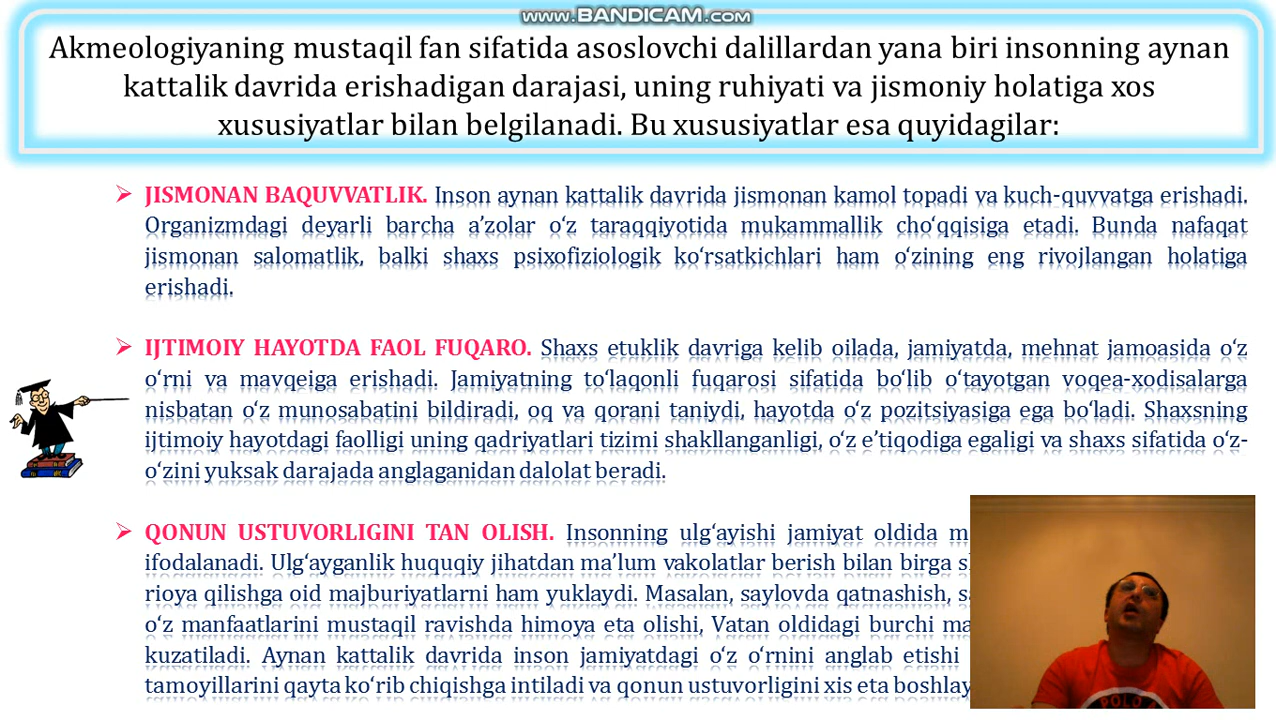 www.BANDICAM.com
Akmeologiyaning mustaqil fan sifatida asoslovchi dalillardan yana biri insonning aynan
kattalik davrida erishadigan darajasi, uning ruhiyati va jismoniy holatiga xos
xususiyatlar bilan belgilanadi. Bu xususiyatlar esa quyidagilar:
➢ JISMONAN BAQUVVATLIK. Inson aynan kattalik davrida jismonan kamol topadi va kuch-quvvatga erishadi.
Organizmdagi deyarli barcha a’zolar o‘z taraqqiyotida mukammallik cho‘qqisiga etadi. Bunda nafaqat
jismonan salomatlik, balki shaxs psixofiziologik ko‘rsatkichlari ham o‘zining eng rivojlangan holatiga
erishadi.
➢ IJTIMOIY HAYOTDA FAOL FUQARO. Shaxs etuklik davriga kelib oilada, jamiyatda, mehnat jamoasida o‘z
o‘rni va mavqeiga erishadi. Jamiyatning to‘laqonli fuqarosi sifatida bo‘lib o‘tayotgan voqea-xodisalarga
nisbatan o‘z munosabatini bildiradi, oq va qorani taniydi, hayotda o‘z pozitsiyasiga ega bo‘ladi. Shaxsning
ijtimoiy hayotdagi faolligi uning qadriyatlari tizimi shakllanganligi, o‘z e’tiqodiga egaligi va shaxs sifatida o‘z-
o‘zini yuksak darajada anglaganidan dalolat beradi.
➢ QONUN USTUVORLIGINI TAN OLISH. Insonning ulg‘ayishi jamiyat oldida
ifodalanadi. Ulg‘ayganlik huquqiy jihatdan ma’lum vakolatlar berish bilan birga
rioya qilishga oid majburiyatlarni ham yuklaydi. Masalan, saylovda qatnashish,
o‘z manfaatlarini mustaqil ravishda himoya eta olishi, Vatan oldidagi burchi
kuzatiladi. Aynan kattalik davrida inson jamiyatdagi o‘z o‘rnini anglab etishi
tamoyillarini qayta ko‘rib chiqishga intiladi va qonun ustuvorligini xis eta
POLO